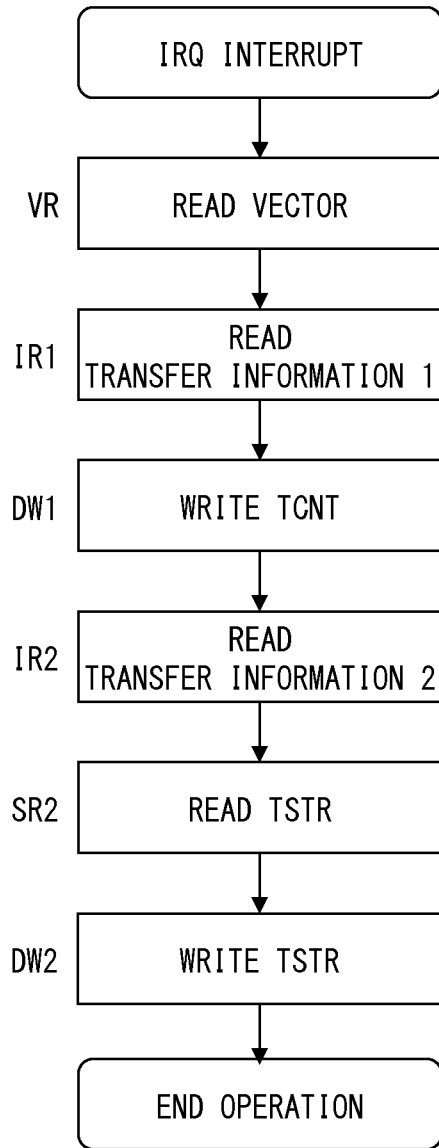 IRQ INTERRUPT
VR
READ VECTOR
IR1
READ
TRANSFER INFORMATION 1
DW1
WRITE TCNT
IR2
READ
TRANSFER INFORMATION 2
SR2
READ TSTR
DW2
WRITE TSTR
END OPERATION